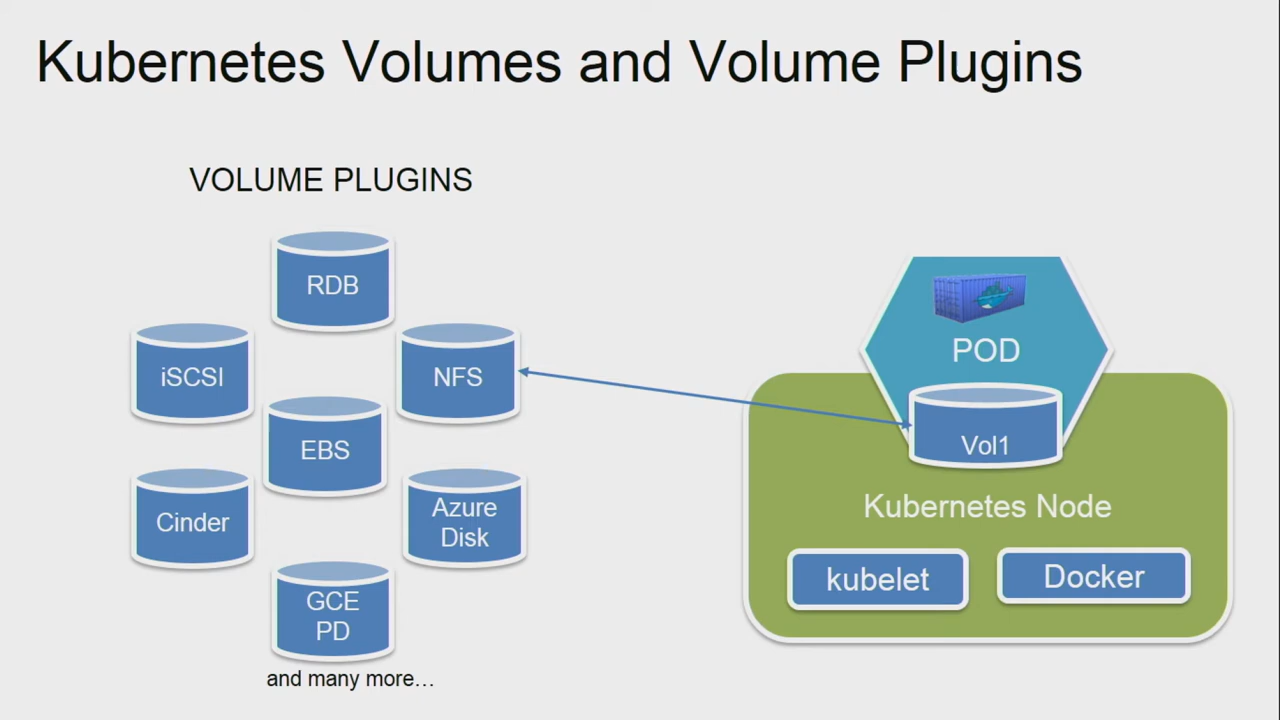 Kubernetes Volumes and Volume Plugins
VOLUME PLUGINS
RDB
iSCSI
NFS
EBS
Cinder
Azure
Disk
GCE
PD
and many more…
POD
Vol1
Kubernetes Node
kubelet
Docker